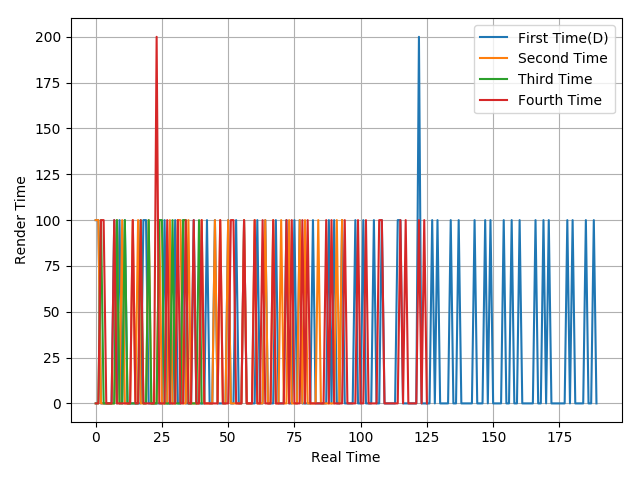 200
175
150
125
100
75
50
25
0
Render Time
First Time(D)
Second Time
Third Time
Fourth Time
0 25 50 75 100 125 150 175
Real Time